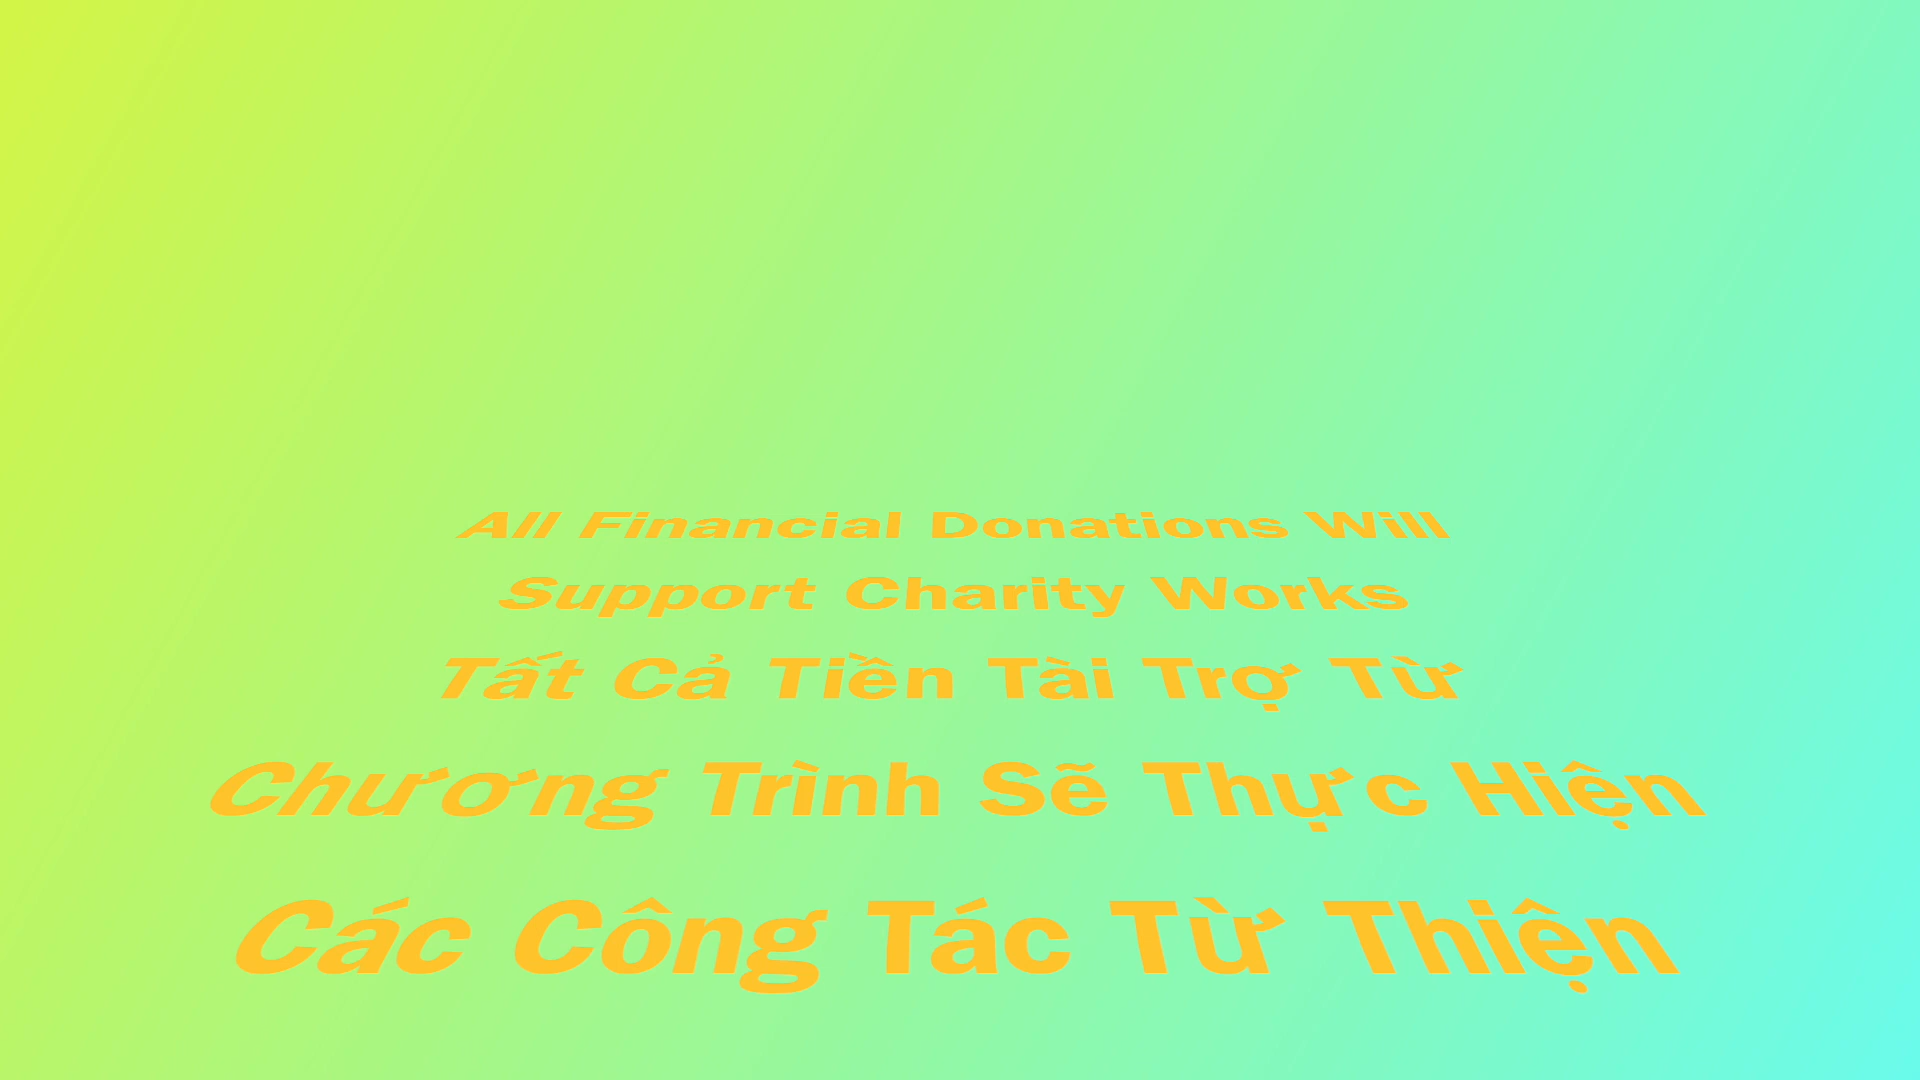 All Financial Donations Will
Support Charity Works
Tất Cả Tiền Tài Trợ Từ
Chương Trình Sẽ Thực Hiện
Các Công Tác Từ Thiện